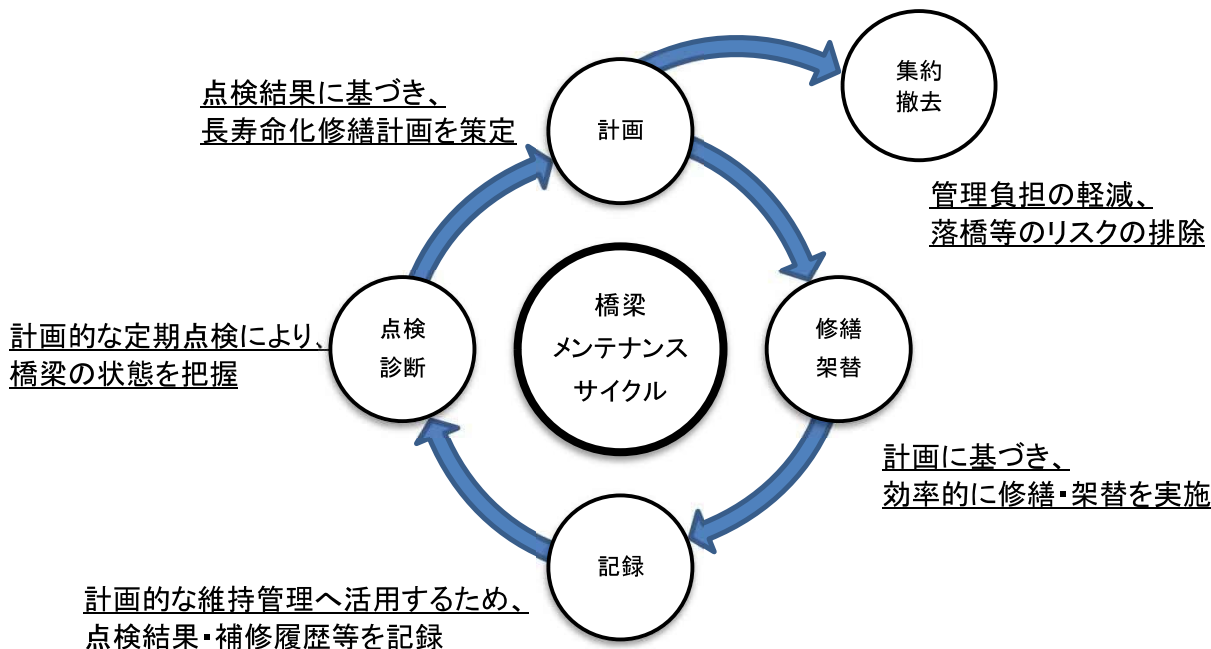 集約
撤去
点検結果に基づき、
長寿命化修繕計画を策定
計画
管理負担の軽減、
落橋等のリスクの排除
計画的な定期点検により、
橋梁の状態を把握
点検
診断
橋梁
メンテナンス
サイクル
修繕
架替
計画に基づき、
効率的に修繕・架替を実施
記録
計画的な維持管理へ活用するため、
点検結果・補修履歴等を記録